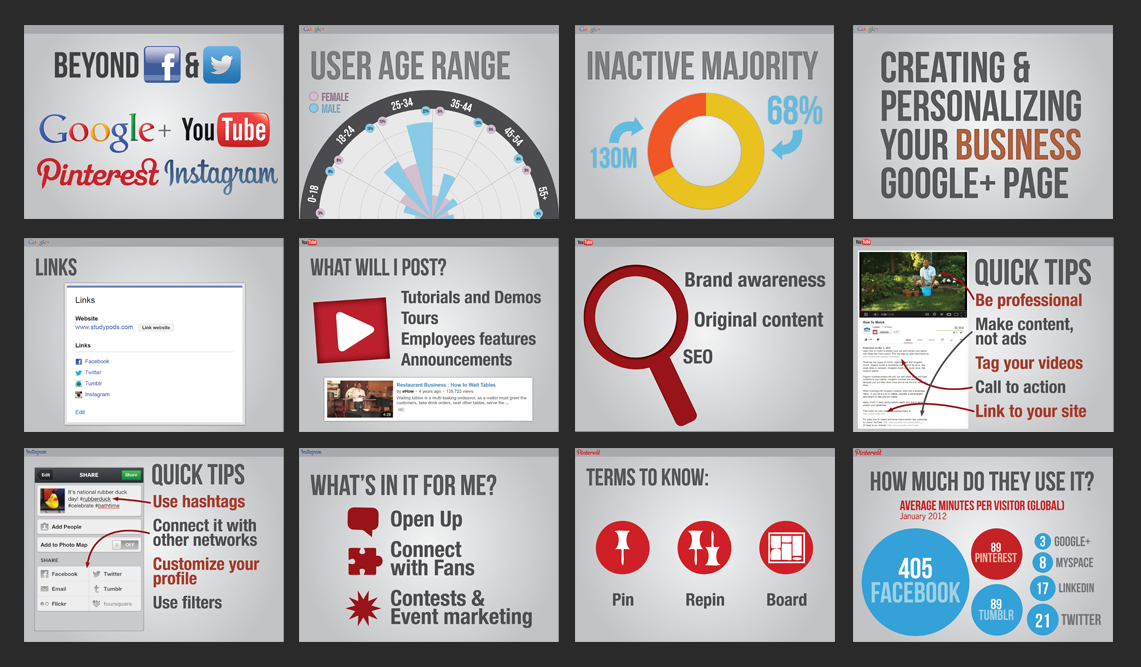 BEYOND f &
Google+ YouTube
Pinterest Instagram
Google+
USER AGE RANGE
FEMALE
MALE
0-18
18-24
25-34
35-44
45-54
55+
Google+
INACTIVE MAJORITY
130M
68%
Google+
CREATING &
PERSONALIZING
YOUR BUSINESS
GOOGLE+ PAGE
Google+
LINKS
Links
Website
www.studypods.com Link website
Links
Facebook
Twitter
Tumblr
Instagram
Edit
YouTube
WHAT WILL I POST?
Tutorials and Demos
Tours
Employees features
Announcements
Restaurant Business : How to Wait Tables
by eHow • 4 years ago • 138,723 views
Waiting tables is a multi-tasking endeavor, as a waiter must greet the
customers, take drink orders, seat other tables, serve the ...
HD
4:28
YouTube
Brand awareness
Original content
SEO
YouTube
QUICK TIPS
Be professional
Make content,
not ads
Tag your videos
Call to action
Link to your site
Instagram
QUICK TIPS
Edit SHARE Share
It's national rubber duck
day! #rubberduck
#celebrate #bathtime
Add People
Add to Photo Map OFF
SHARE
Facebook Twitter
Email Tumblr
Flickr foursquare
Use hashtags
Connect it with
other networks
Customize your
profile
Use filters
Instagram
WHAT'S IN IT FOR ME?
Open Up
Connect
with Fans
Contests &
Event marketing
Pinterest
TERMS TO KNOW:
Pin Repin Board
Pinterest
HOW MUCH DO THEY USE IT?
AVERAGE MINUTES PER VISITOR (GLOBAL)
January 2012
405
FACEBOOK
89
PINTEREST
89
TUMBLR
3 GOOGLE+
8 MYSPACE
17 LINKEDIN
21 TWITTER